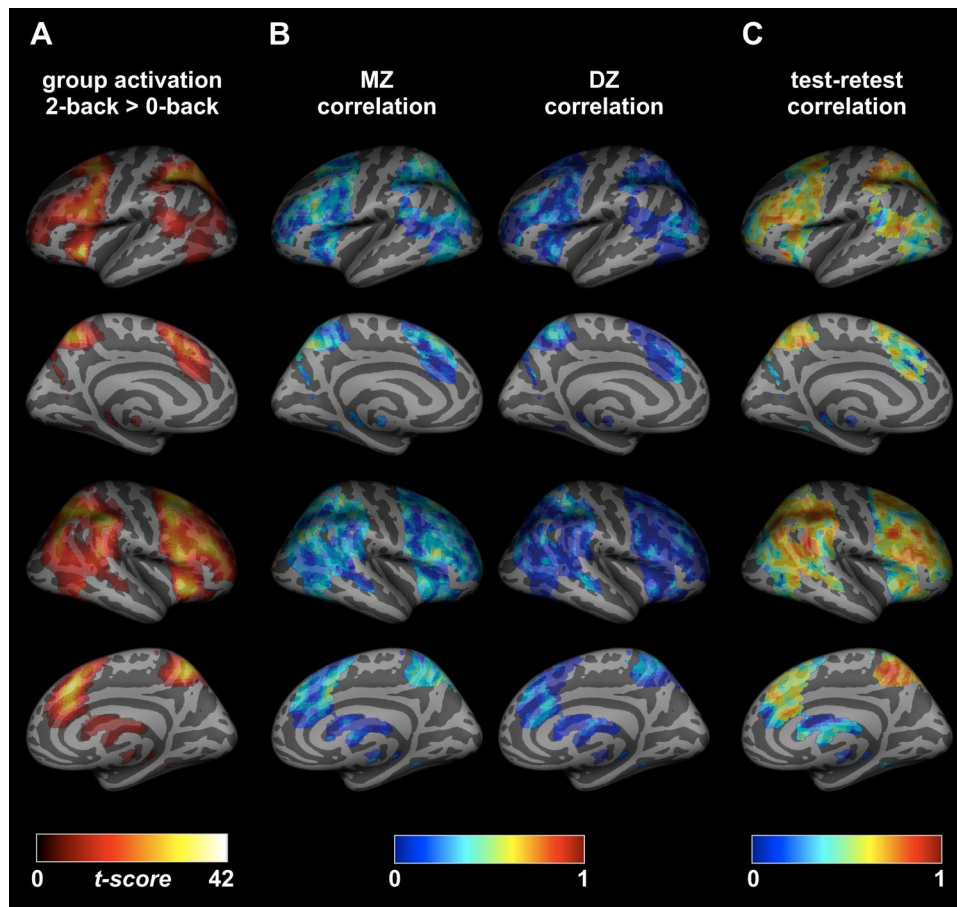 A
B
C
group activation
2-back > 0-back
MZ
correlation
DZ
correlation
test-retest
correlation
0 t-score 42
0 1
0 1